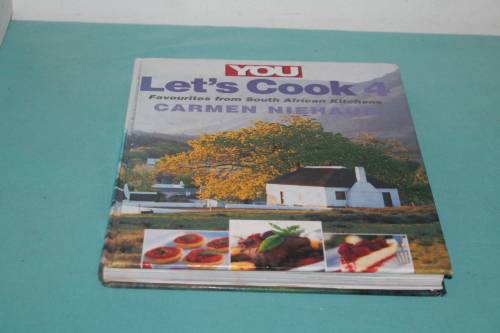 YOU
Let's Cook 4
Favourites from South African Kitchens
CARMEN NIEHAUS